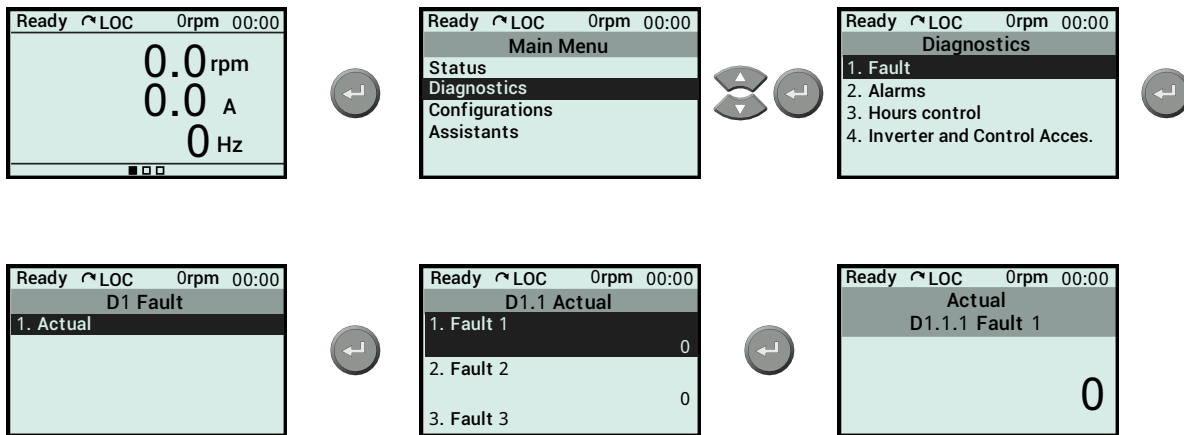 Ready LOC 0rpm 00:00
0.0 rpm
0.0 A
0 Hz
Ready LOC 0rpm 00:00
Main Menu
Status
Diagnostics
Configurations
Assistants
Ready LOC 0rpm 00:00
Diagnostics
1. Fault
2. Alarms
3. Hours control
4. Inverter and Control Acces.
Ready LOC 0rpm 00:00
D1 Fault
1. Actual
Ready LOC 0rpm 00:00
D1.1 Actual
1. Fault 1
0
2. Fault 2
0
3. Fault 3
Ready LOC 0rpm 00:00
Actual
D1.1.1 Fault 1
0